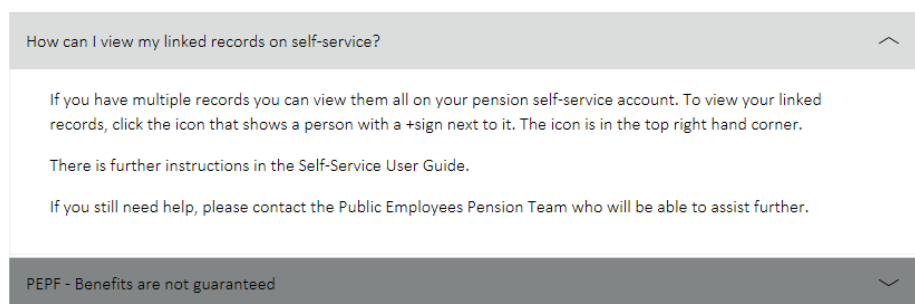 How can I view my linked records on self-service?
If you have multiple records you can view them all on your pension self-service account. To view your linked
records, click the icon that shows a person with a +sign next to it. The icon is in the top right hand corner.
There is further instructions in the Self-Service User Guide.
If you still need help, please contact the Public Employees Pension Team who will be able to assist further.
PEPF - Benefits are not guaranteed